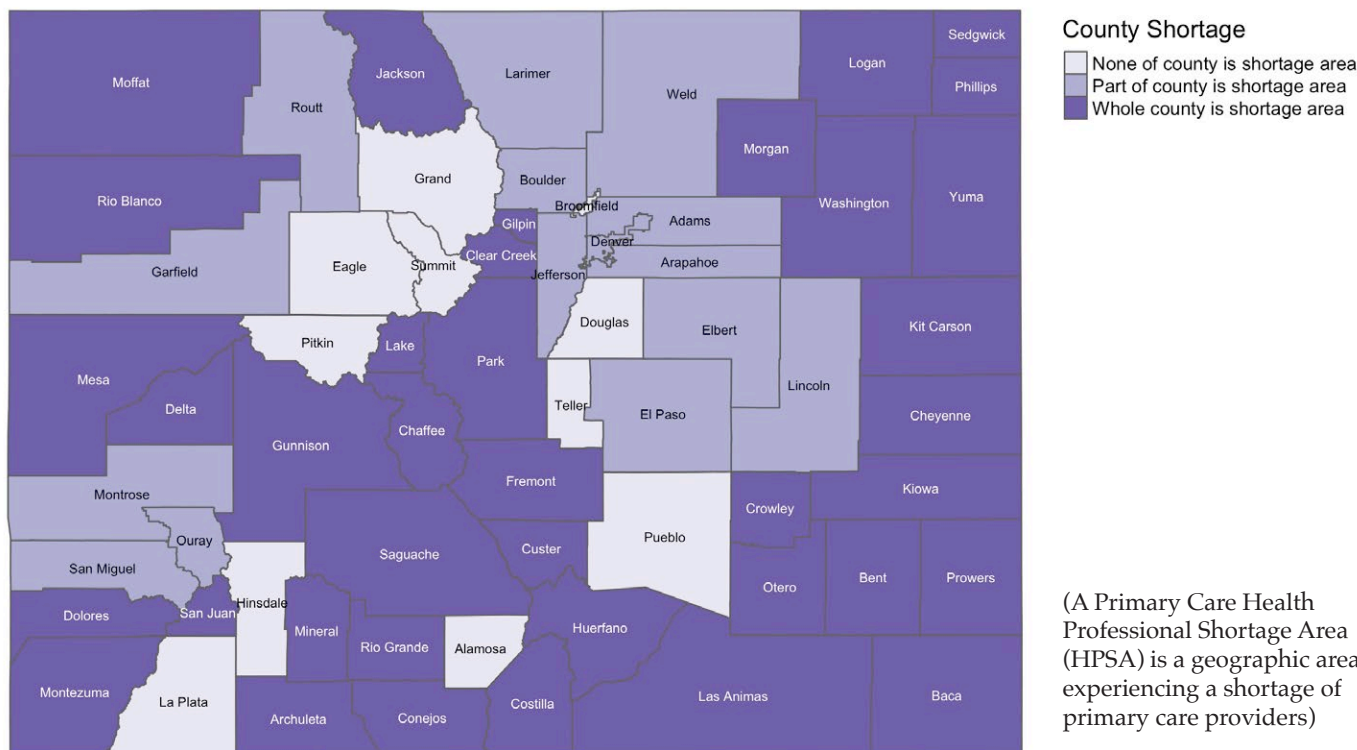 County Shortage
None of county is shortage area
Part of county is shortage area
Whole county is shortage area
Moffat
Jackson
Larimer
Routt
Weld
Logan
Sedgwick
Phillips
Morgan
Grand
Boulder
Rio Blanco
Washington
Yuma
Broomfield
Gilpin
Adams
Denver
Clear Creek
Arapahoe
Garfield
Eagle
Summit
Jefferson
Douglas
Elbert
Kit Carson
Pitkin
Lake
Park
Mesa
Lincoln
Delta
Teller
El Paso
Cheyenne
Chaffee
Gunnison
Fremont
Kiowa
Montrose
Crowley
Ouray
Pueblo
Saguache
Custer
San Miguel
Otero
Bent
Prowers
Hinsdale
Dolores
San Juan
Mineral
Huerfano
Rio Grande
Alamosa
Montezuma
La Plata
Las Animas
Baca
Costilla
Archuleta
Conejos
(A Primary Care Health
Professional Shortage Area
(HPSA) is a geographic area
experiencing a shortage of
primary care providers)